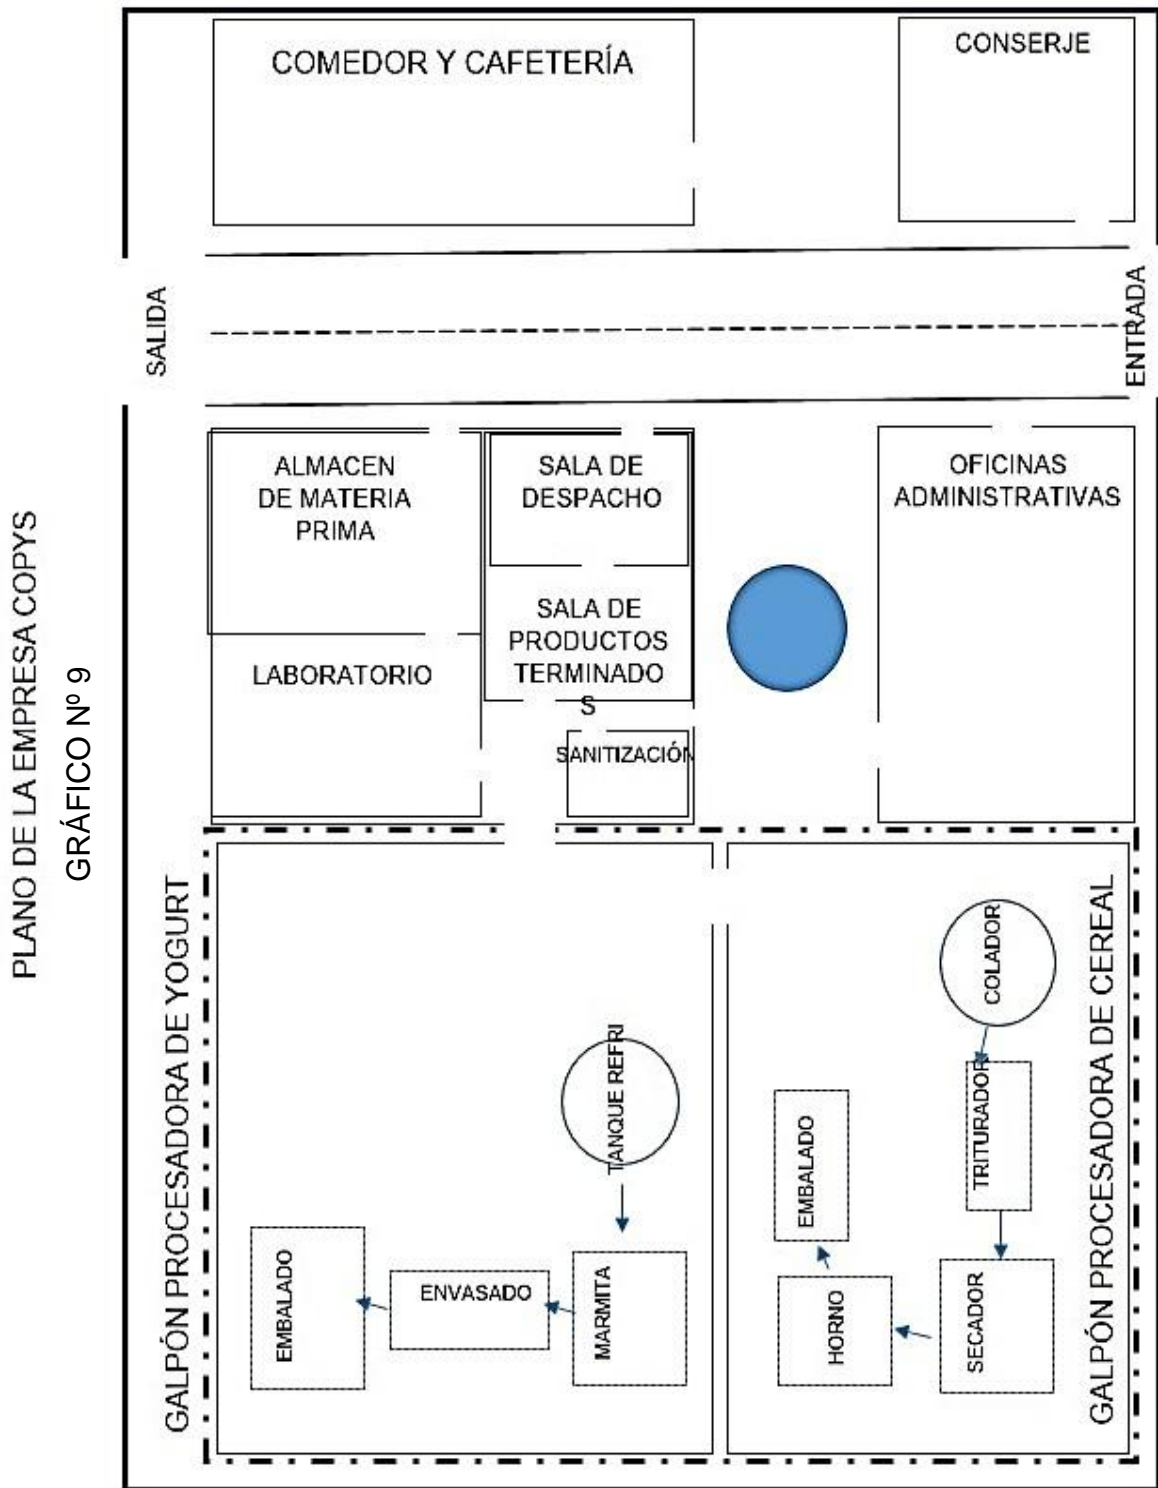 PLANO DE LA EMPRESA COPYS
GRÁFICO Nº 9
COMEDOR Y CAFETERÍA
CONSERJE
SALIDA
ENTRADA
ALMACEN
DE MATERIA
PRIMA
SALA DE
DESPACHO
OFICINAS
ADMINISTRATIVAS
SALA DE
PRODUCTOS
TERMINADO
S
LABORATORIO
SANITIZACIÓN
GALPÓN PROCESADORA DE YOGURT
TANQUE REFRI
MARMITA
ENVASADO
EMBALADO
GALPÓN PROCESADORA DE CEREAL
COLADOR
TRITURADOR
SECADOR
HORNO
EMBALADO